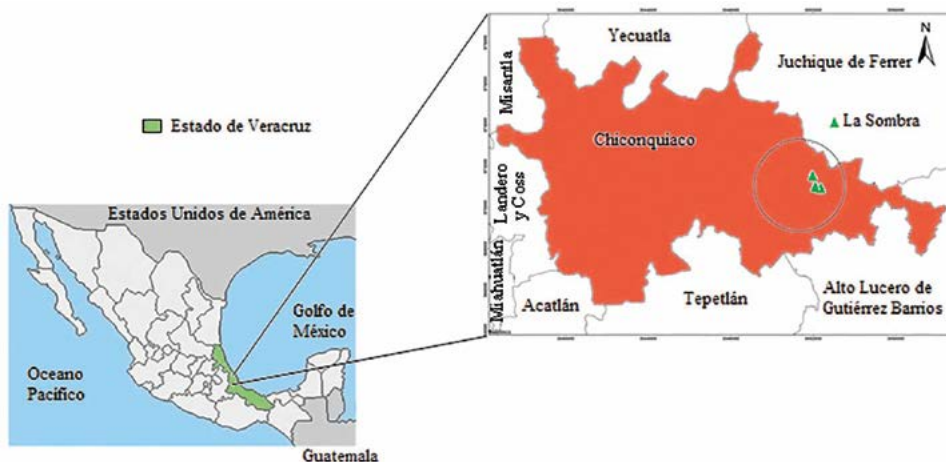 Estado de Veracruz
Estados Unidos de América
Golfo de
México
Oceano
Pacífico
Guatemala
Yecuatla
N
Juchique de Ferrer
Misantla
La Sombra
Chiconquiaco
Landero
y Coss
Miahuatlán
Acatlán
Tepetlán
Alto Lucero de
Gutiérrez Barrios